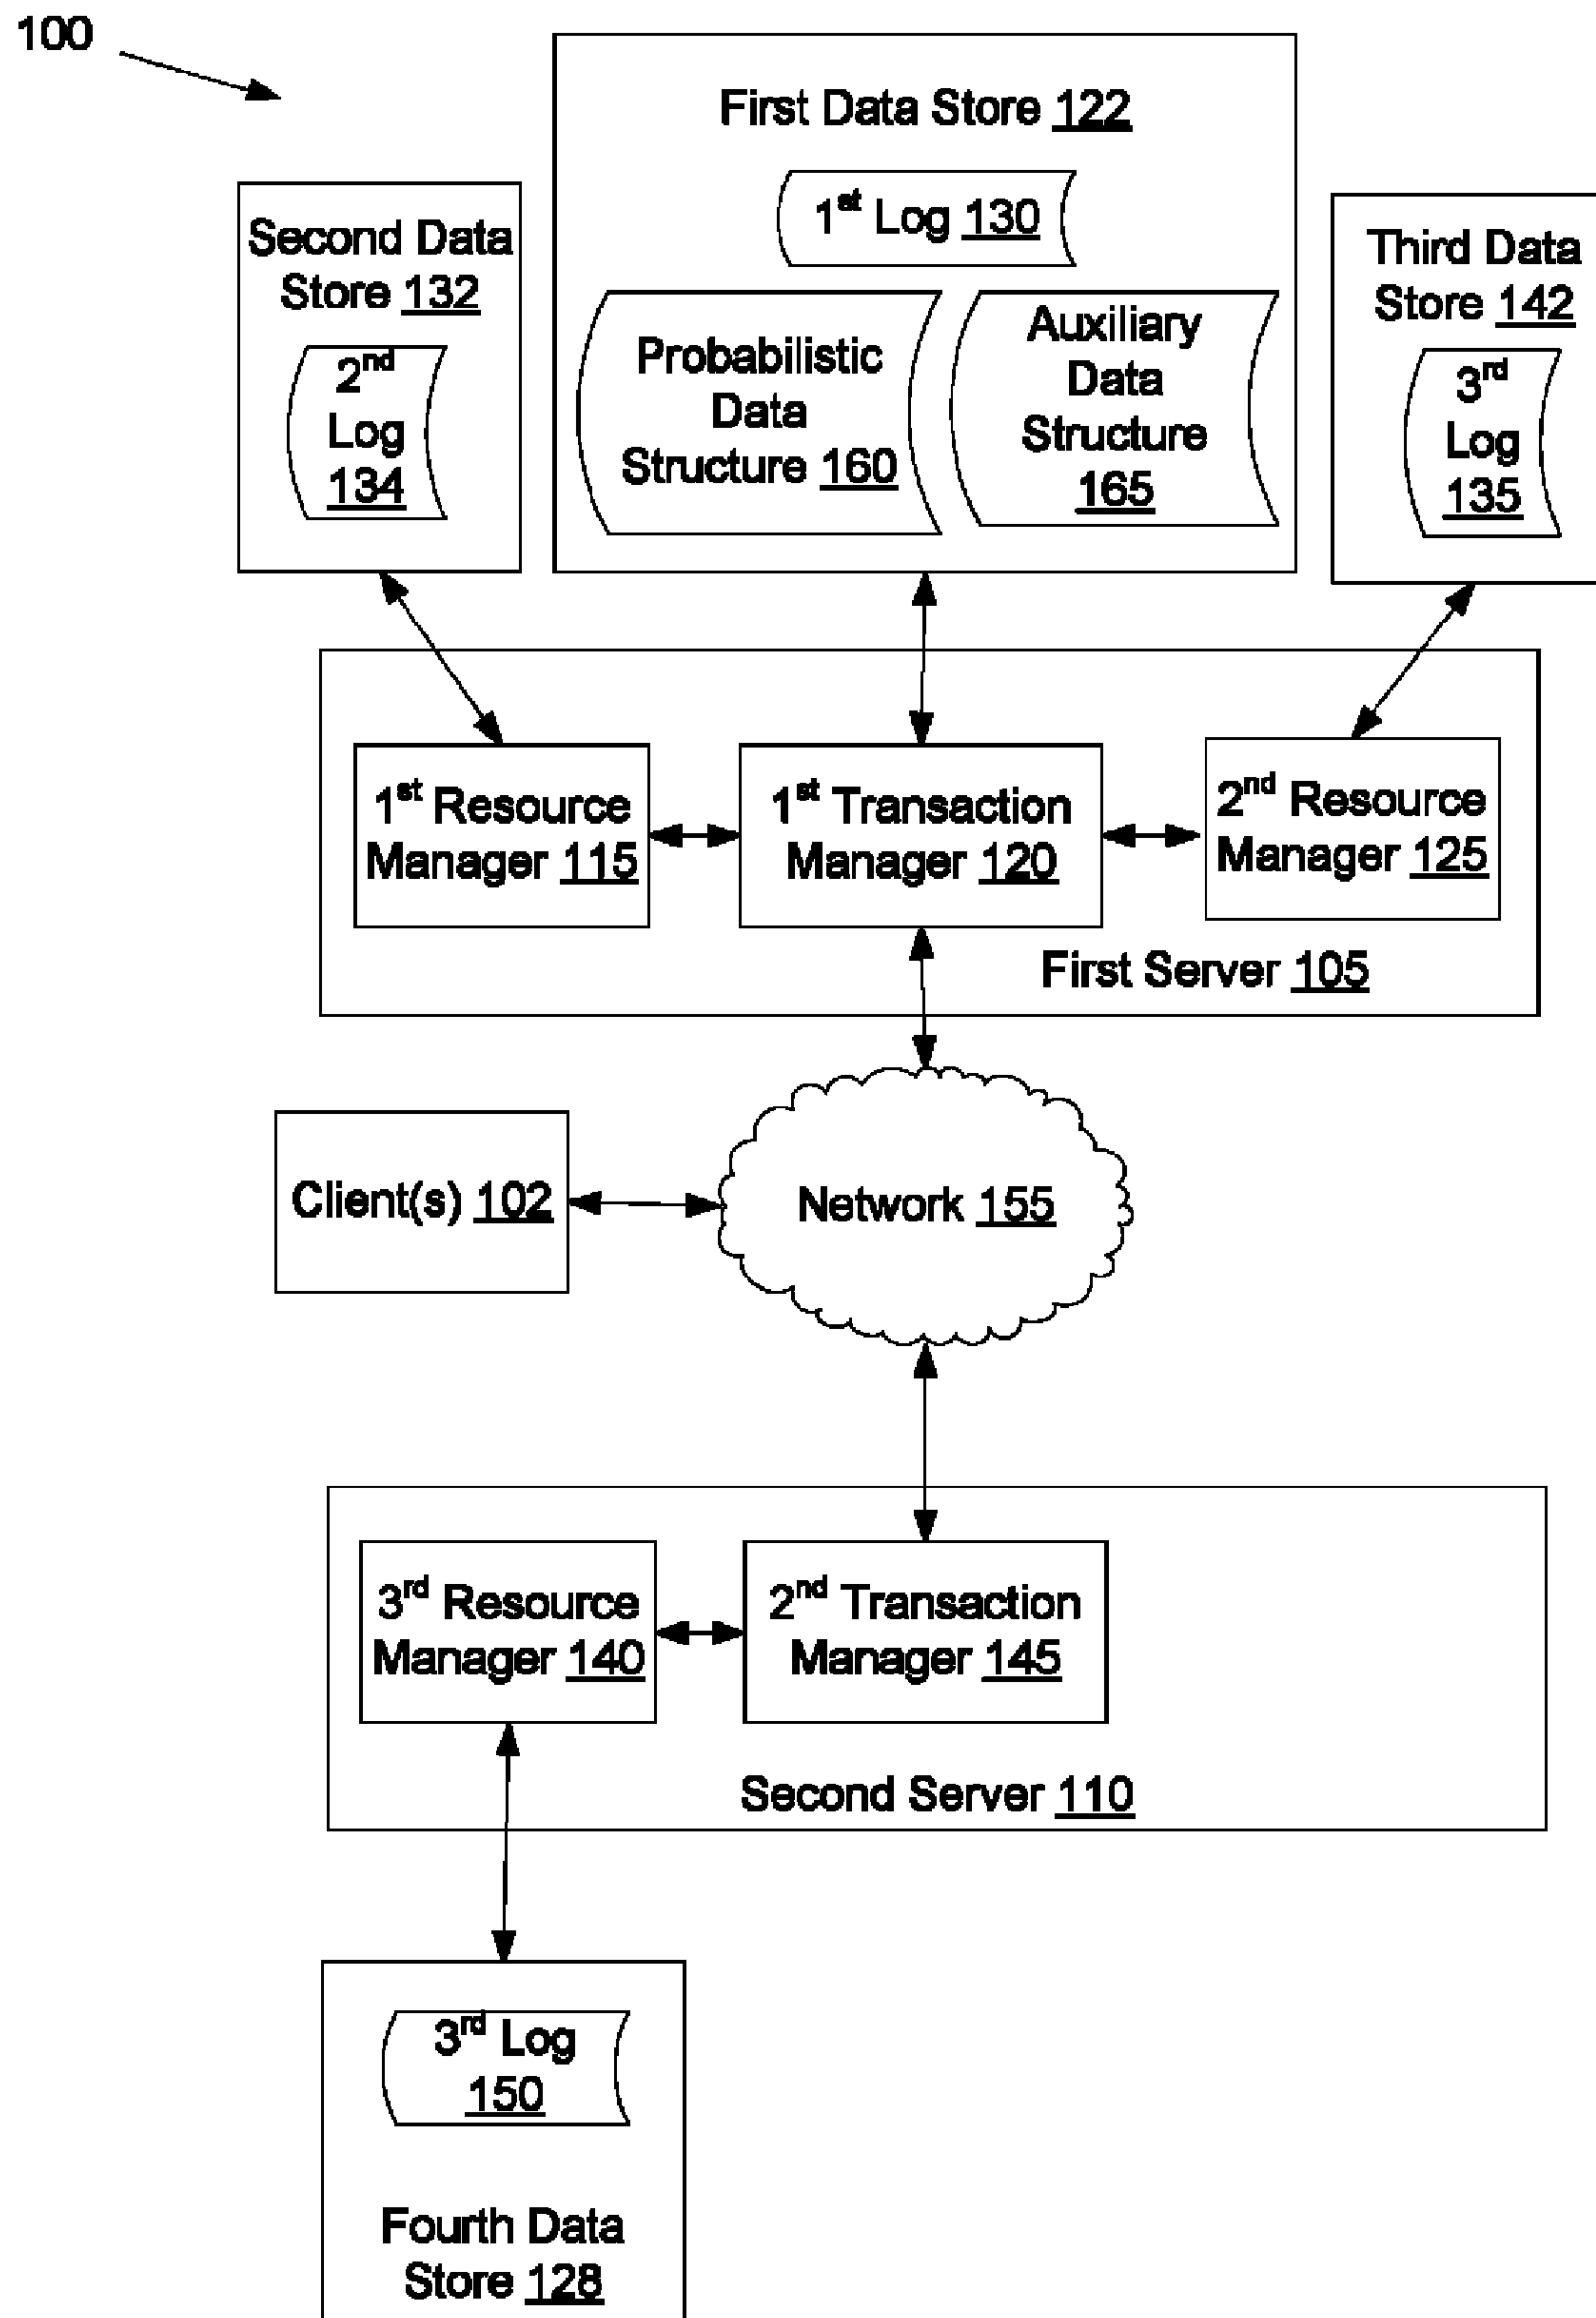 100
First Data Store 122
1st Log 130
Probabilistic
Data
Structure 160
Auxiliary
Data
Structure
165
Second Data
Store 132
2nd
Log
134
Third Data
Store 142
3rd
Log
135
1st Resource
Manager 115
1st Transaction
Manager 120
2nd Resource
Manager 125
First Server 105
Client(s) 102
Network 155
3rd Resource
Manager 140
2nd Transaction
Manager 145
Second Server 110
3rd Log
150
Fourth Data
Store 128